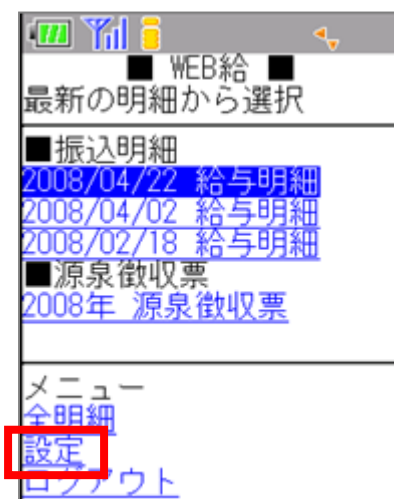 ■ WEB給 ■
最新の明細から選択
■振込明細
2008/04/22 給与明細
2008/04/02 給与明細
2008/02/18 給与明細
■源泉徴収票
2008年 源泉徴収票
メニュー
全明細
設定
ログアウト